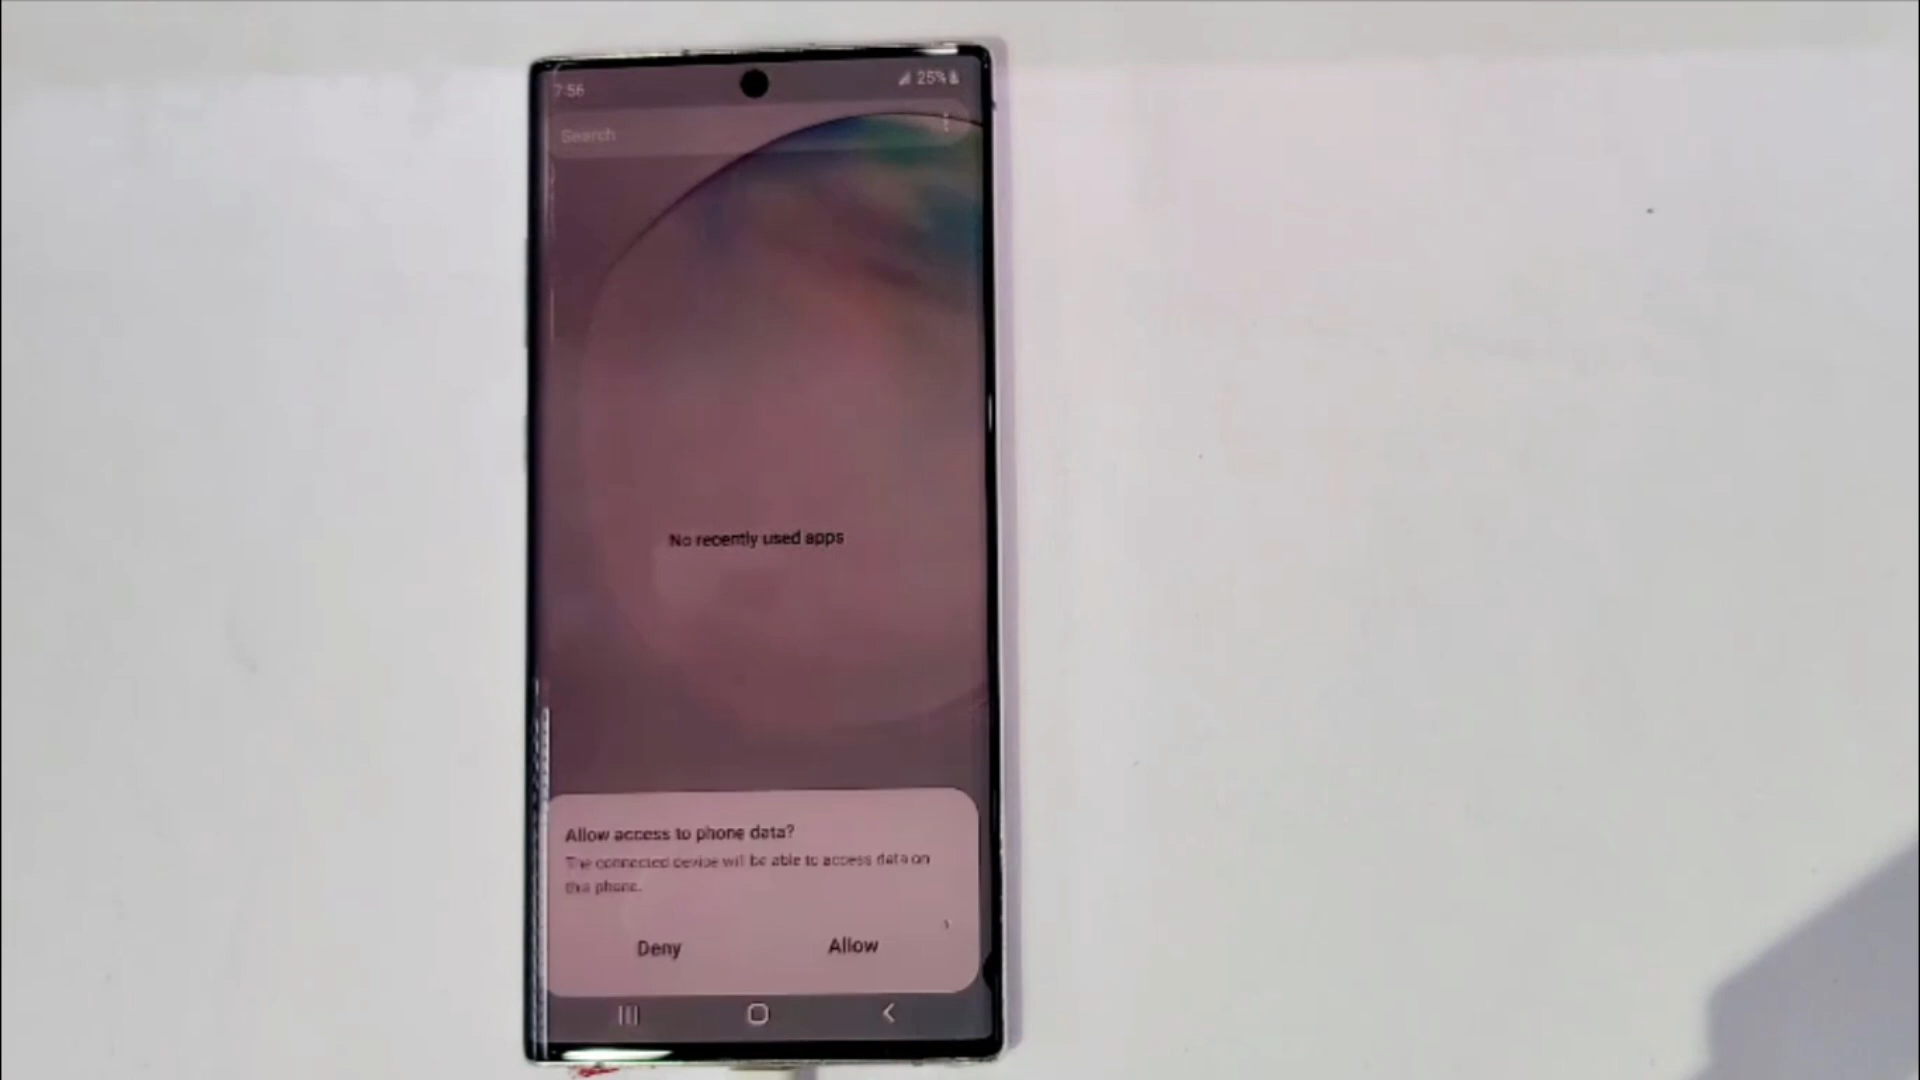 7:56
25%
Search
No recently used apps
Allow access to phone data?
The connected device will be able to access data on
this phone.
Deny
Allow